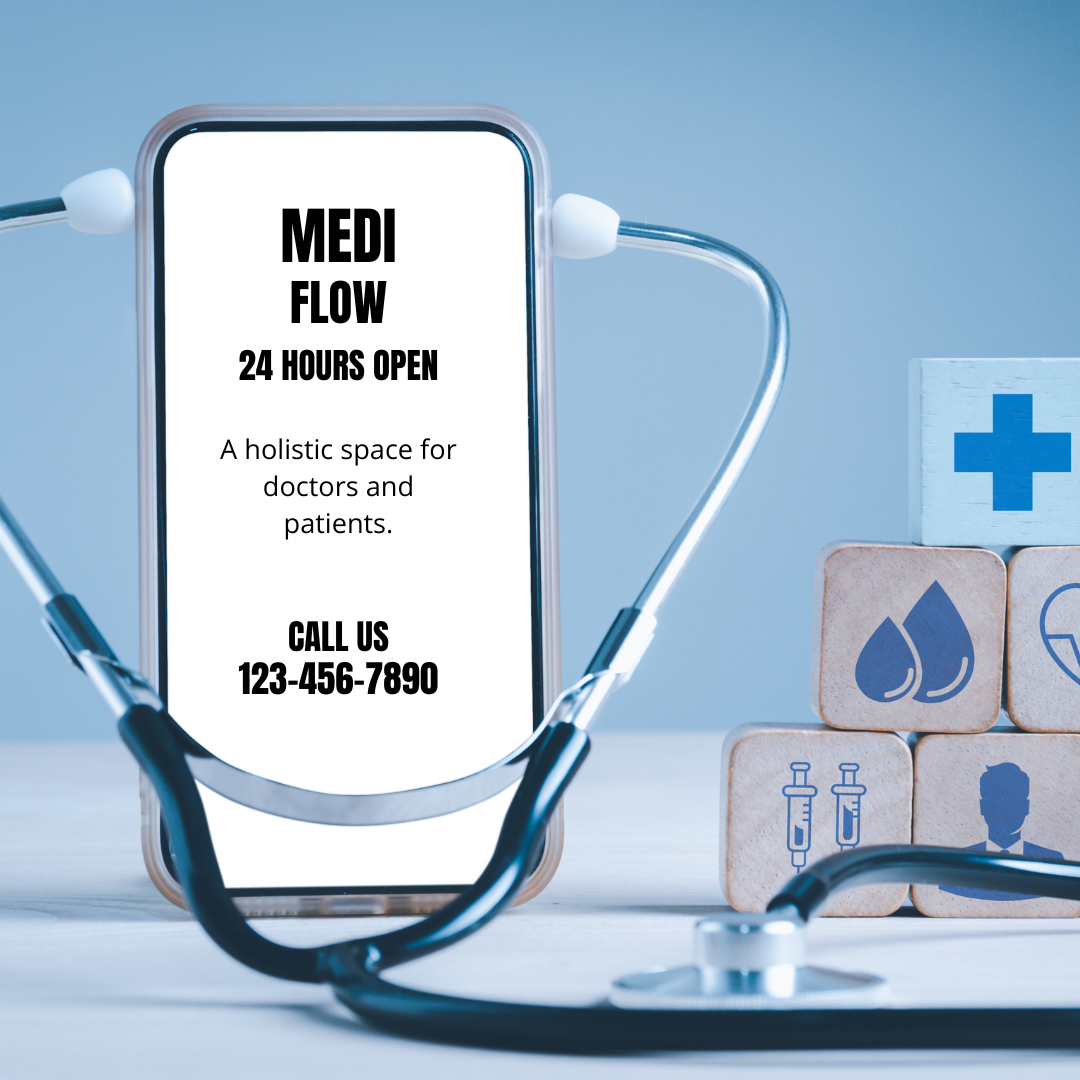 MEDI
FLOW
24 HOURS OPEN
A holistic space for
doctors and
patients.
CALL US
123-456-7890